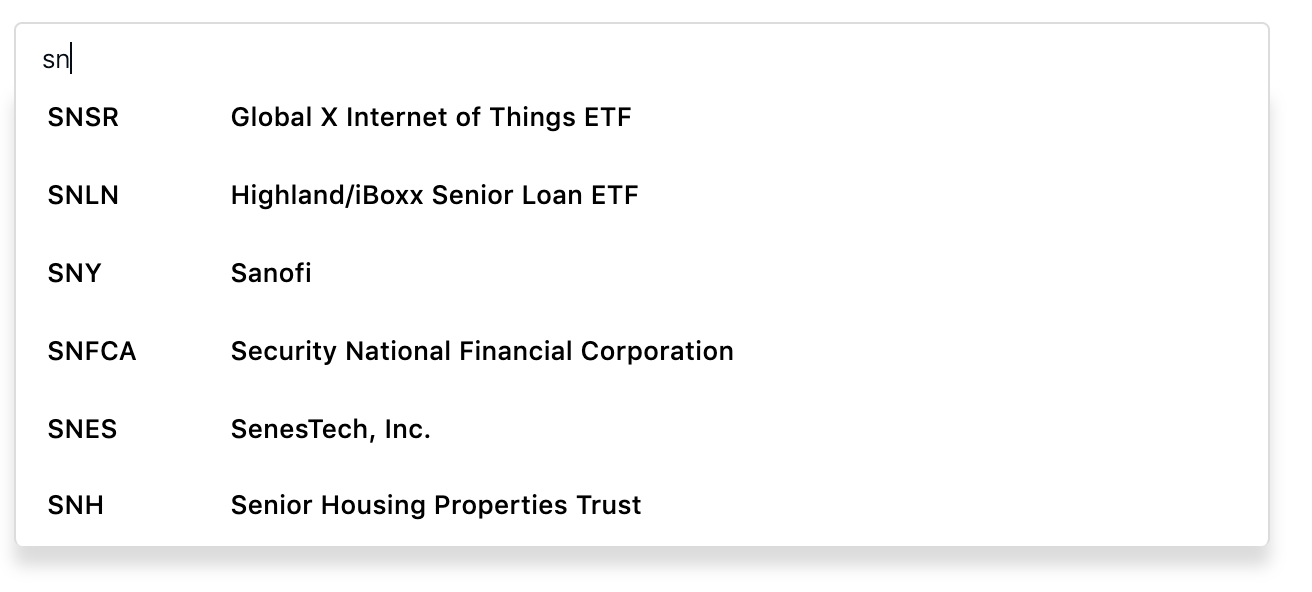 sn
SNSR Global X Internet of Things ETF
SNLN Highland/iBoxx Senior Loan ETF
SNY Sanofi
SNFCA Security National Financial Corporation
SNES SenesTech, Inc.
SNH Senior Housing Properties Trust